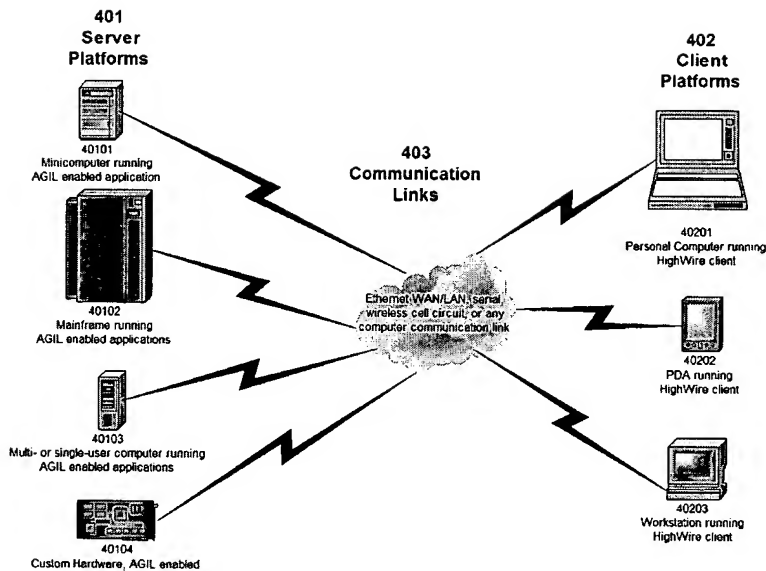 401
Server
Platforms
40101
Minicomputer running
AGIL enabled application
40102
Mainframe running
AGIL enabled applications
40103
Multi- or single-user computer running
AGIL enabled applications
40104
Custom Hardware, AGIL enabled
403
Communication
Links
Ethernet WAN/LAN, serial,
wireless cell circuit, or any
computer communication link
402
Client
Platforms
40201
Personal Computer running
HighWire client
40202
PDA running
HighWire client
40203
Workstation running
HighWire client